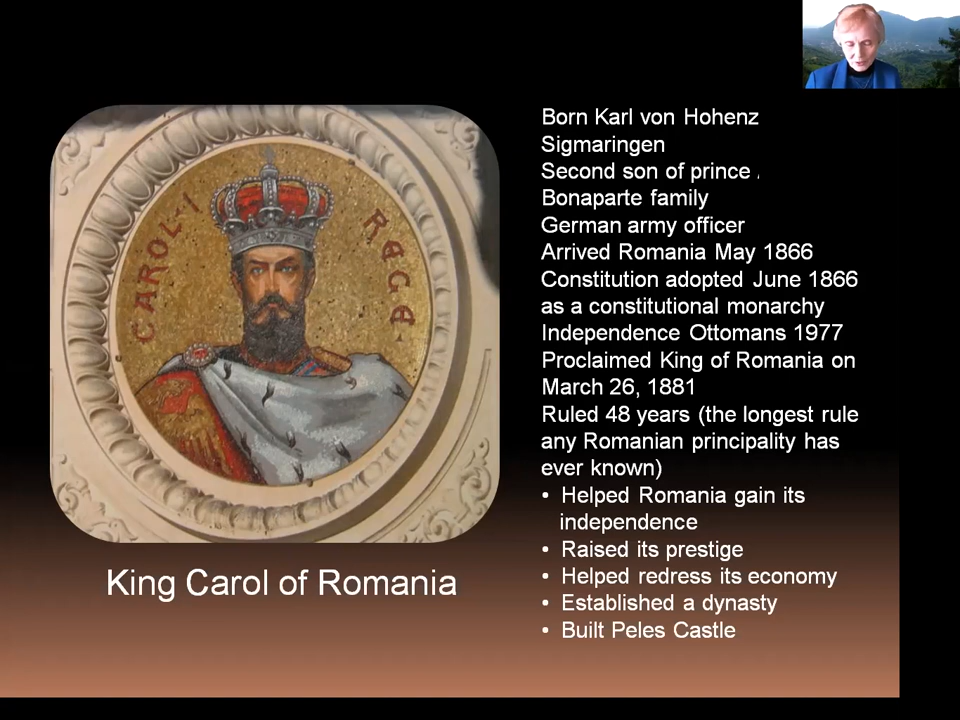 CAROL·I
REGE
King Carol of Romania
Born Karl von Hohenz
Sigmaringen
Second son of prince
Bonaparte family
German army officer
Arrived Romania May 1866
Constitution adopted June 1866
as a constitutional monarchy
Independence Ottomans 1977
Proclaimed King of Romania on
March 26, 1881
Ruled 48 years (the longest rule
any Romanian principality has
ever known)
• Helped Romania gain its
independence
• Raised its prestige
• Helped redress its economy
• Established a dynasty
• Built Peles Castle